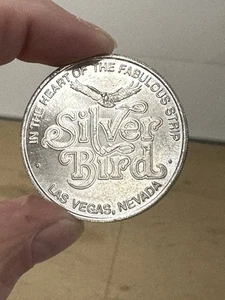 IN THE HEART OF THE FABULOUS STRIP
Silver
Bird
LAS VEGAS, NEVADA